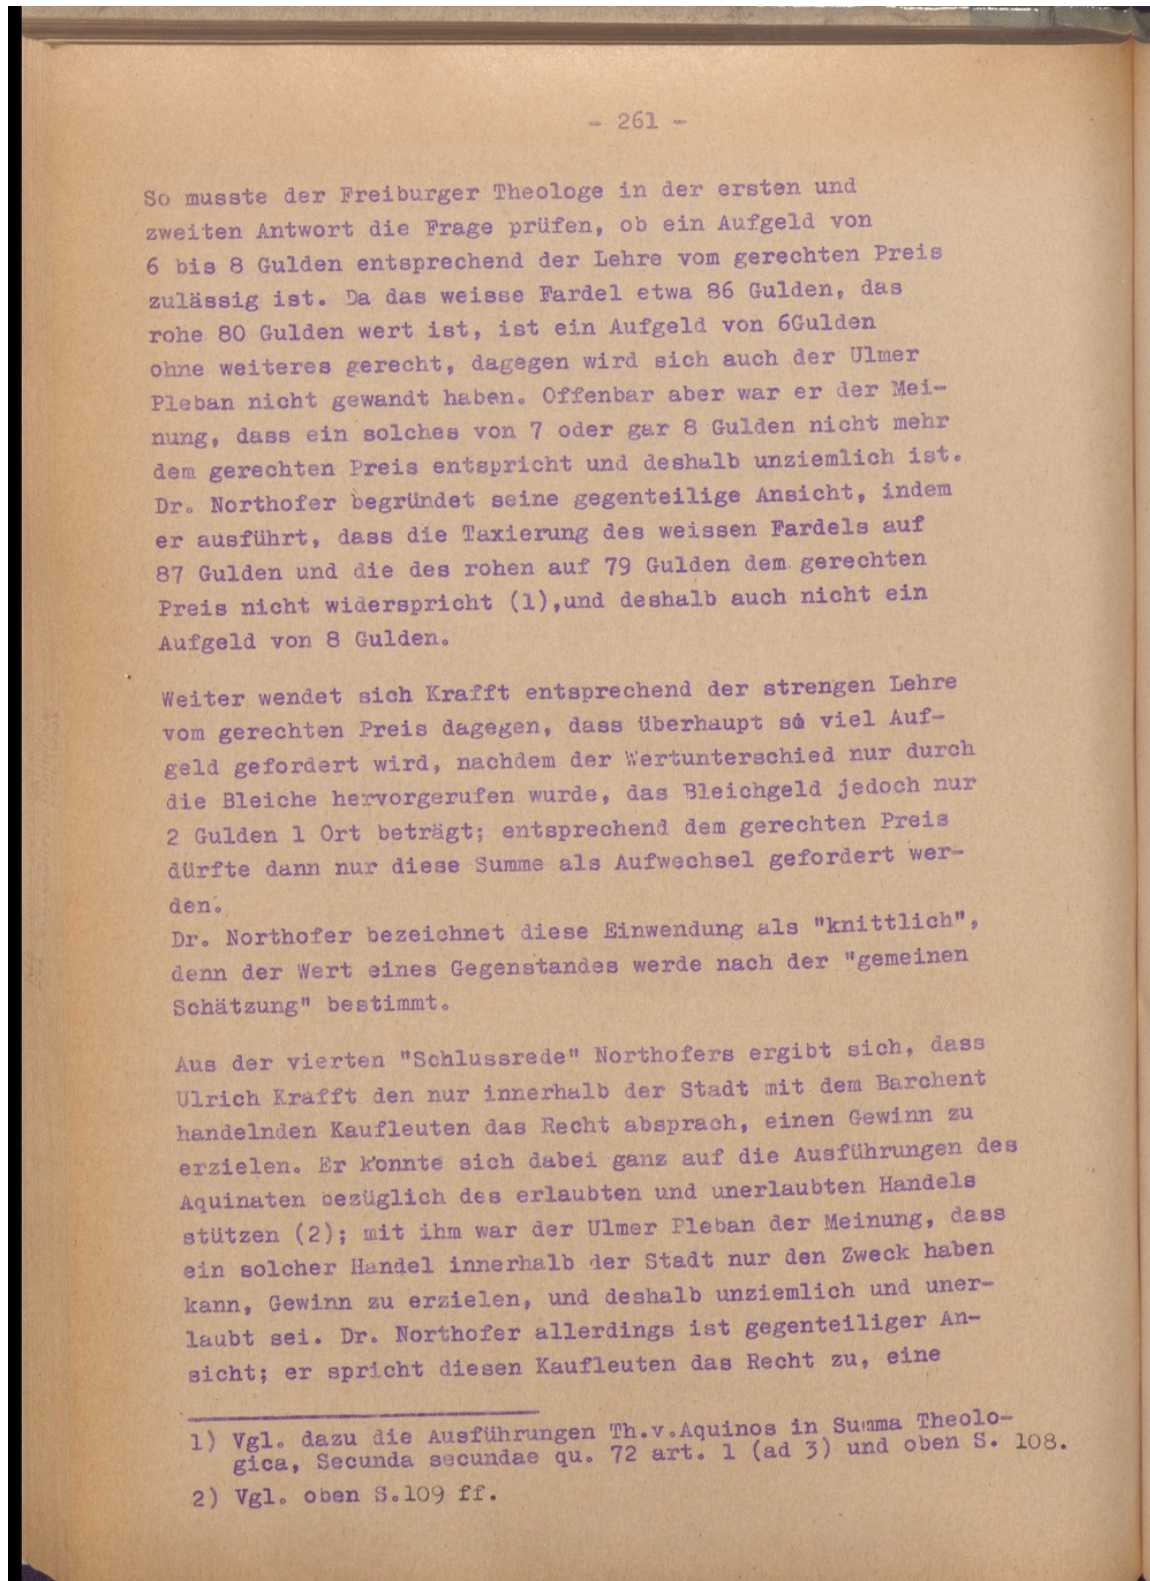 - 261 -
So musste der Freiburger Theologe in der ersten und
zweiten Antwort die Frage prüfen, ob ein Aufgeld von
6 bis 8 Gulden entsprechend der Lehre vom gerechten Preis
zulässig ist. Da das weisse Fardel etwa 86 Gulden, das
rohe 80 Gulden wert ist, ist ein Aufgeld von 6Gulden
ohne weiteres gerecht, dagegen wird sich auch der Ulmer
Pleban nicht gewandt haben. Offenbar aber war er der Mei-
nung, dass ein solches von 7 oder gar 8 Gulden nicht mehr
dem gerechten Preis entspricht und deshalb unziemlich ist.
Dr. Northofer begründet seine gegenteilige Ansicht, indem
er ausführt, dass die Taxierung des weissen Fardels auf
87 Gulden und die des rohen auf 79 Gulden dem gerechten
Preis nicht widerspricht (1),und deshalb auch nicht ein
Aufgeld von 8 Gulden.
Weiter wendet sich Krafft entsprechend der strengen Lehre
vom gerechten Preis dagegen, dass überhaupt so viel Auf-
geld gefordert wird, nachdem der Wertunterschied nur durch
die Bleiche hervorgerufen wurde, das Bleichgeld jedoch nur
2 Gulden 1 Ort beträgt; entsprechend dem gerechten Preis
dürfte dann nur diese Summe als Aufwechsel gefordert wer-
den.
Dr. Northofer bezeichnet diese Einwendung als "knittlich",
denn der Wert eines Gegenstandes werde nach der "gemeinen
Schätzung" bestimmt.
Aus der vierten "Schlussrede" Northofers ergibt sich, dass
Ulrich Krafft den nur innerhalb der Stadt mit dem Barchent
handelnden Kaufleuten das Recht absprach, einen Gewinn zu
erzielen. Er konnte sich dabei ganz auf die Ausführungen des
Aquinaten bezüglich des erlaubten und unerlaubten Handels
stützen (2); mit ihm war der Ulmer Pleban der Meinung, dass
ein solcher Handel innerhalb der Stadt nur den Zweck haben
kann, Gewinn zu erzielen, und deshalb unziemlich und uner-
laubt sei. Dr. Northofer allerdings ist gegenteiliger An-
sicht; er spricht diesen Kaufleuten das Recht zu, eine
1) Vgl. dazu die Ausführungen Th.v.Aquinos in Summa Theolo-
gica, Secunda secundae qu. 72 art. 1 (ad 3) und oben S. 108.
2) Vgl. oben S.109 ff.